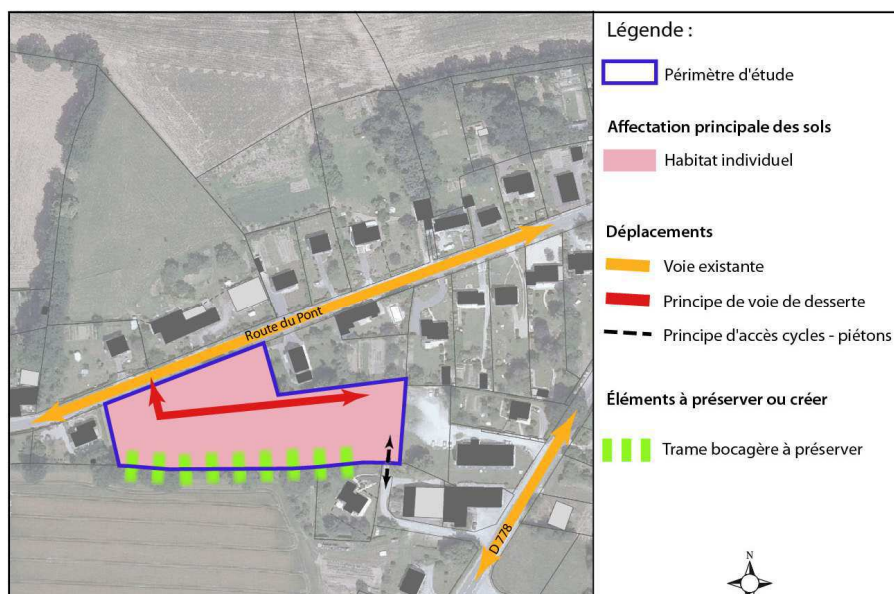 Légende :
Périmètre d'étude
Affectation principale des sols
Habitat individuel
Déplacements
Voie existante
Principe de voie de desserte
Principe d'accès cycles - piétons
Éléments à préserver ou créer
Trame bocagère à préserver
Route du Pont
D 778
N